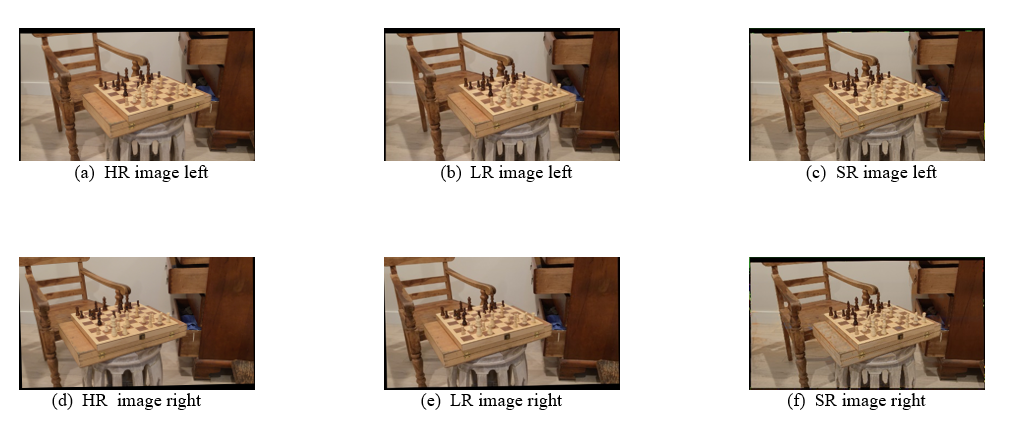 (a) HR image left
(b) LR image left
(c) SR image left
(d) HR image right
(e) LR image right
(f) SR image right